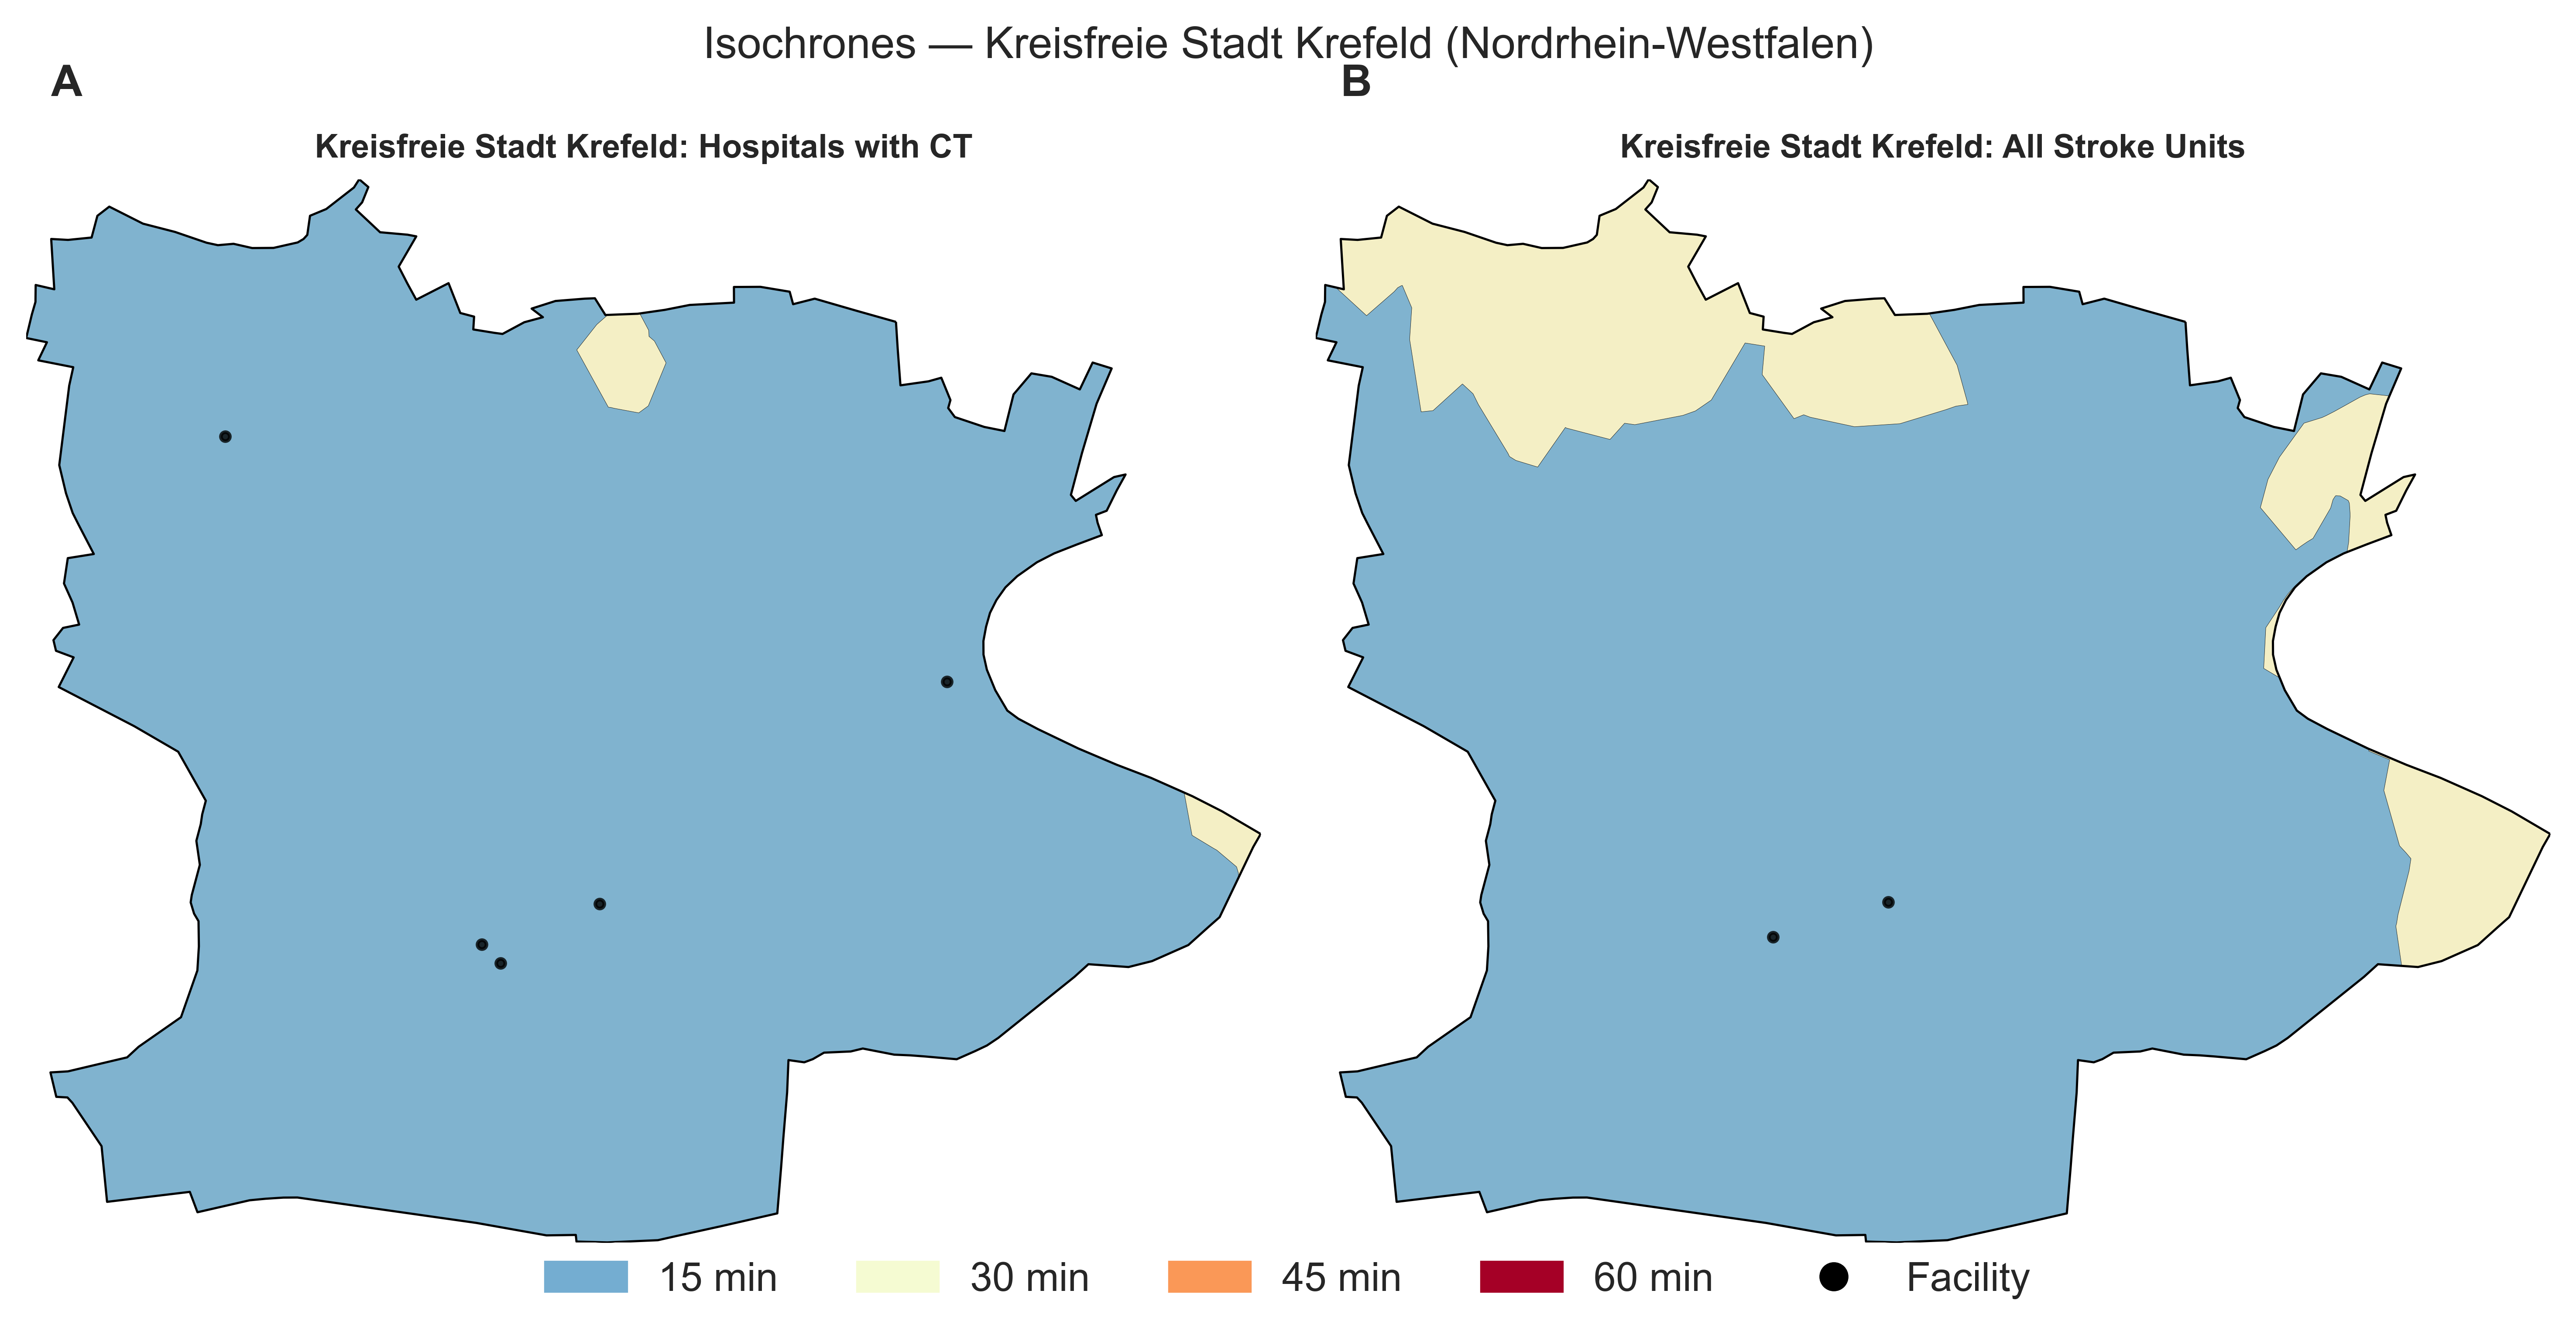 Isochrones — Kreisfreie Stadt Krefeld (Nordrhein-Westfalen)
A
B
Kreisfreie Stadt Krefeld: Hospitals with CT
Kreisfreie Stadt Krefeld: All Stroke Units
15 min
30 min
45 min
60 min
Facility